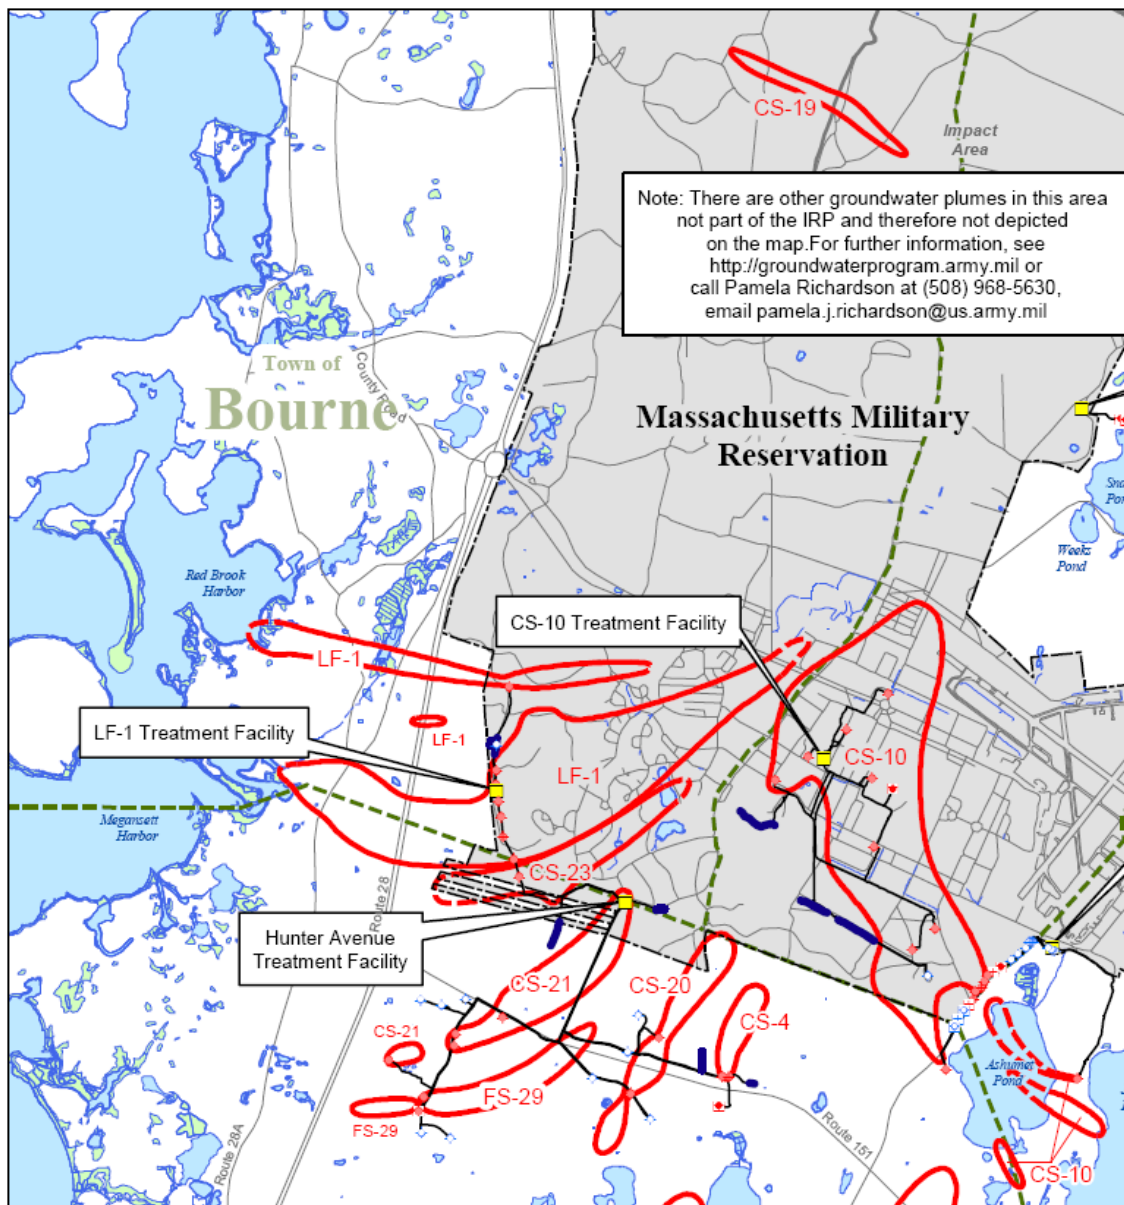 CS-19
Impact
Area
Note: There are other groundwater plumes in this area
not part of the IRP and therefore not depicted
on the map.For further information, see
http://groundwaterprogram.army.mil or
call Pamela Richardson at (508) 968-5630,
email pamela.j.richardson@us.army.mil
Town of
Bourne
County Road
Massachusetts Military
Reservation
Weeks
Pond
Red Brook
Harbor
CS-10 Treatment Facility
LF-1
LF-1 Treatment Facility
LF-1
LF-1
CS-10
Megansett
Harbor
CS-23
Route 28
Hunter Avenue
Treatment Facility
CS-21
CS-20
CS-4
CS-21
FS-29
FS-29
Route 28A
Route 151
Ashumet
Pond
CS-10